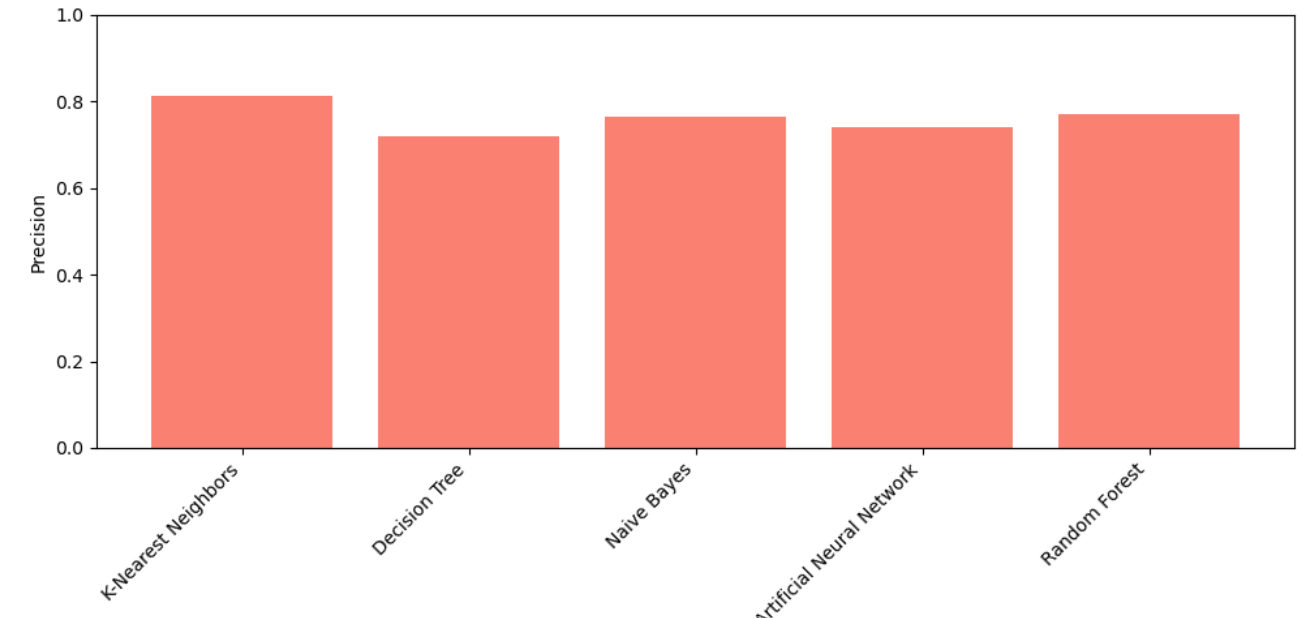 1.0
0.8
0.6
0.4
0.2
0.0
Precision
K-Nearest Neighbors
Decision Tree
Naive Bayes
Artificial Neural Network
Random Forest